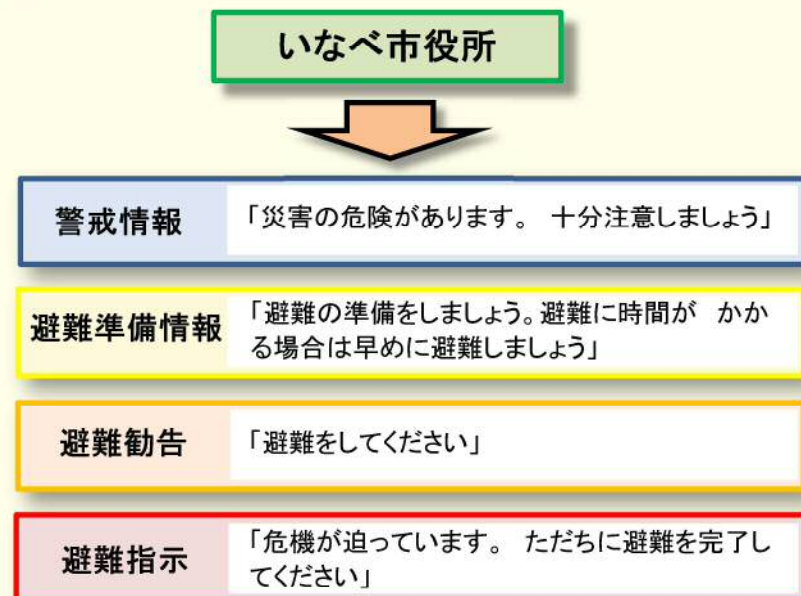 いなべ市役所
警戒情報
「災害の危険があります。　十分注意しましょう」
避難準備情報
「避難の準備をしましょう。避難に時間が　かか
る場合は早めに避難しましょう」
避難勧告
「避難をしてください」
避難指示
「危機が迫っています。　ただちに避難を完了し
てください」